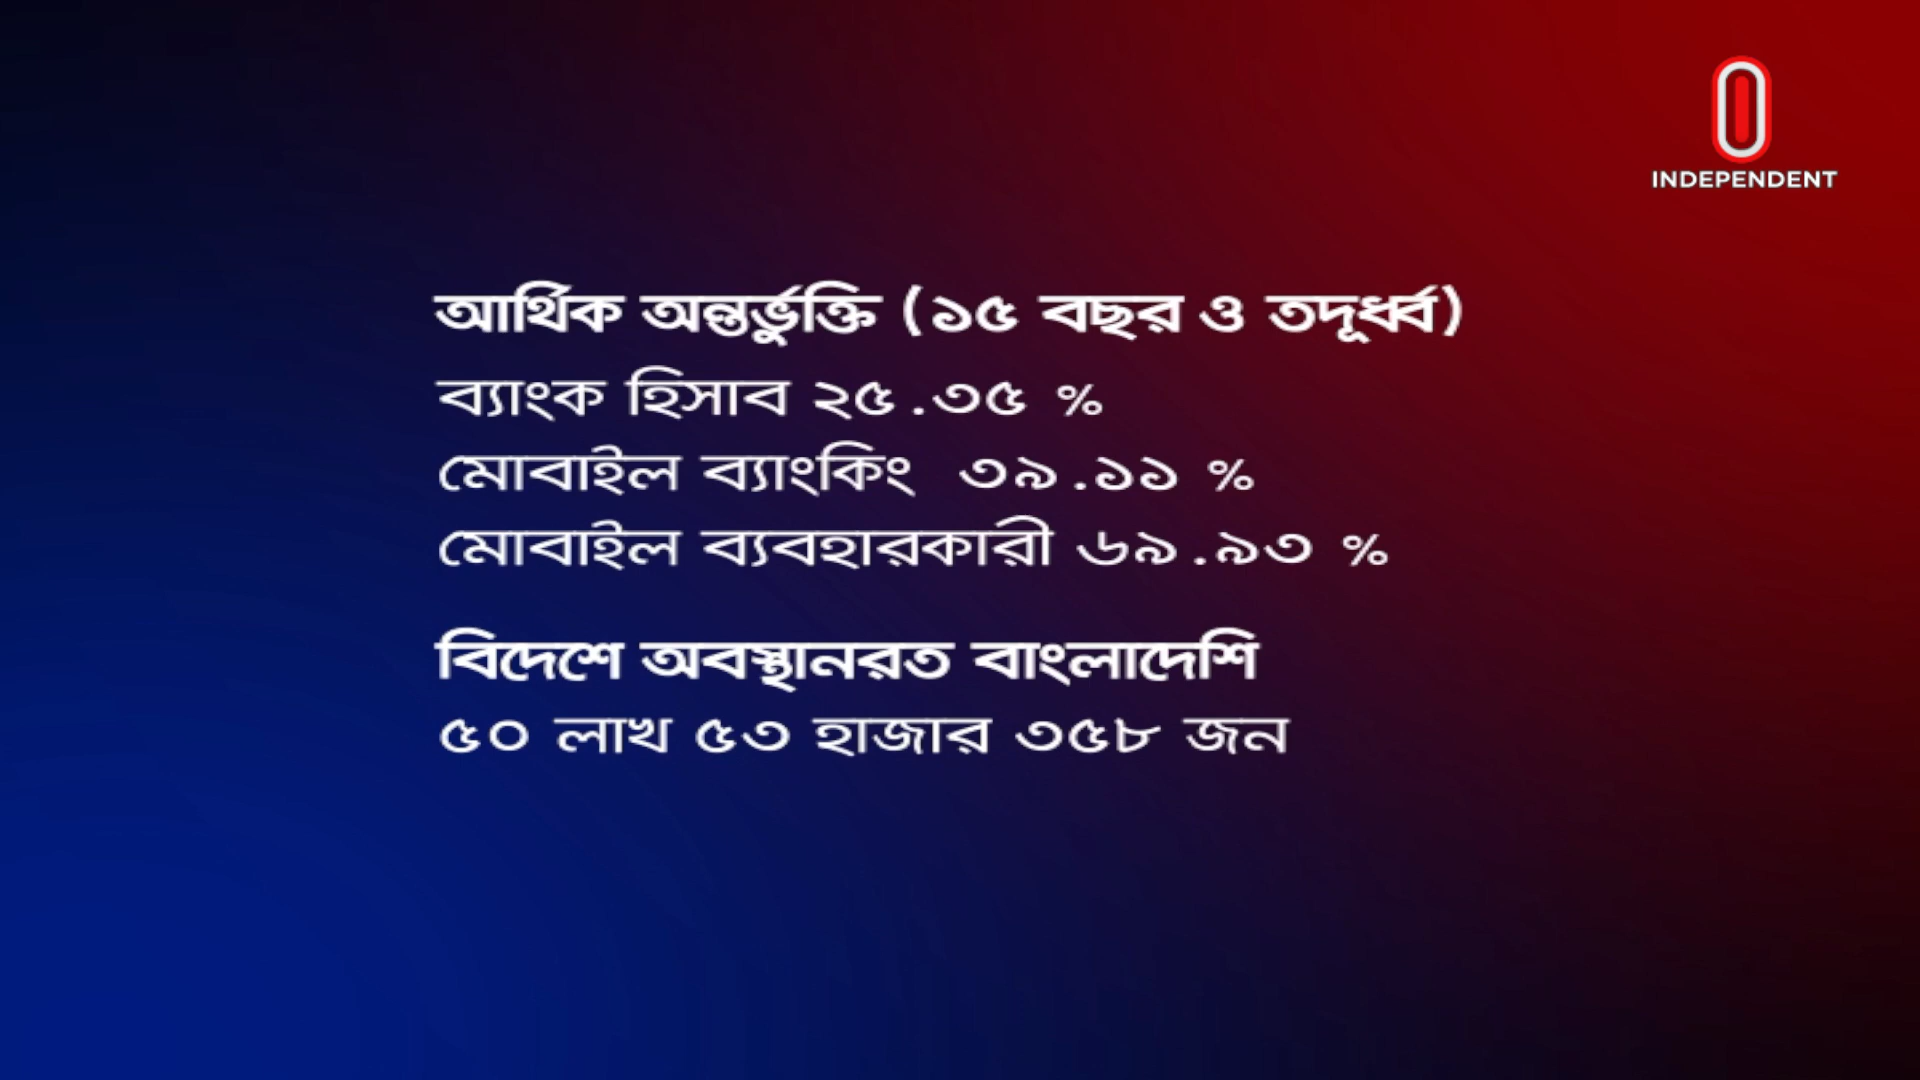 INDEPENDENT
আর্থিক অন্তর্ভুক্তি (১৫ বছর ও তদূর্ধ্ব)
ব্যাংক হিসাব ২৫.৩৫ %
মোবাইল ব্যাংকিং ৩৯.১১ %
মোবাইল ব্যবহারকারী ৬৯.৯৩ %
বিদেশে অবস্থানরত বাংলাদেশি
৫০ লাখ ৫৩ হাজার ৩৫৮ জন